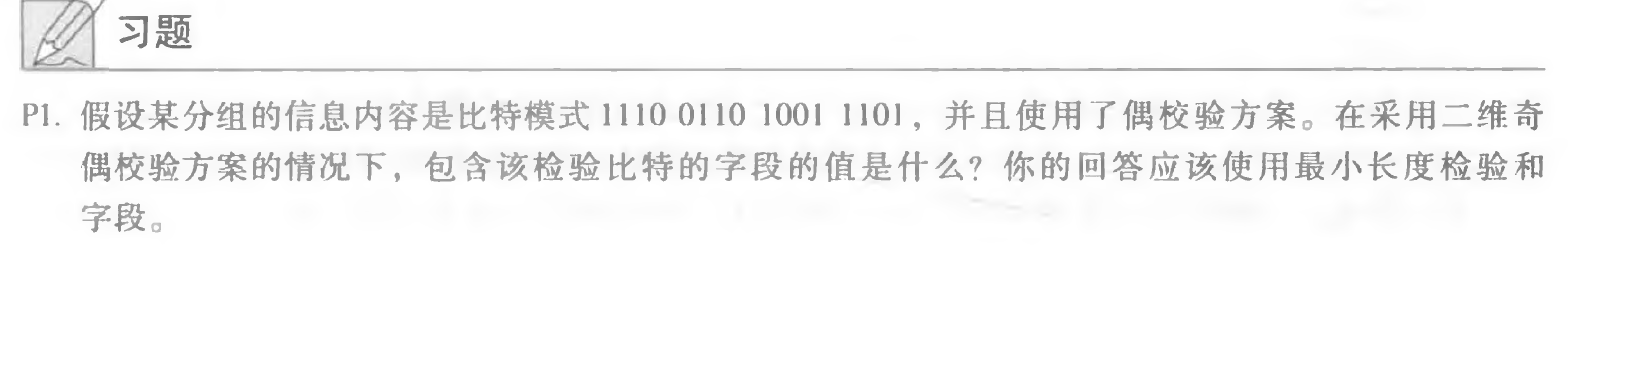 习题
P1. 假设某分组的信息内容是比特模式 1110 0110 1001 1101，并且使用了偶校验方案。在采用二维奇
偶校验方案的情况下，包含该检验比特的字段的值是什么？你的回答应该使用最小长度检验和
字段。